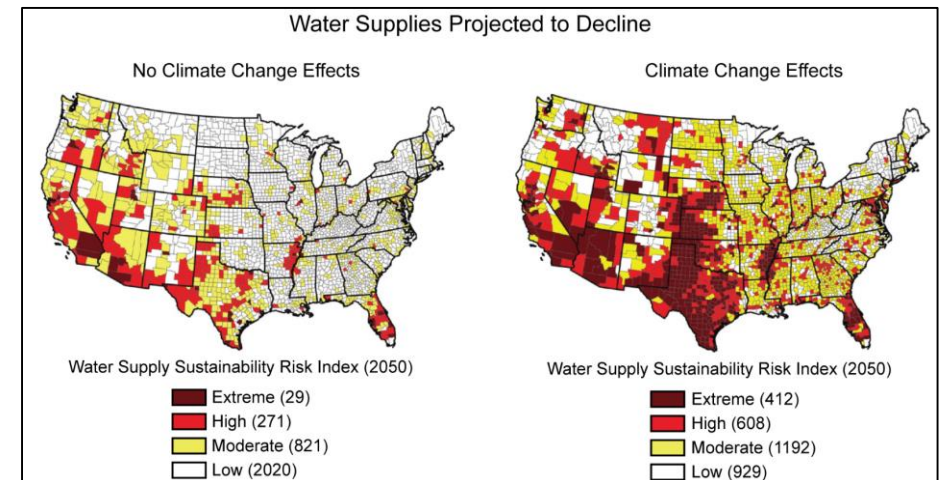 Water Supplies Projected to Decline
No Climate Change Effects
Water Supply Sustainability Risk Index (2050)
Extreme (29)
High (271)
Moderate (821)
Low (2020)
Climate Change Effects
Water Supply Sustainability Risk Index (2050)
Extreme (412)
High (608)
Moderate (1192)
Low (929)